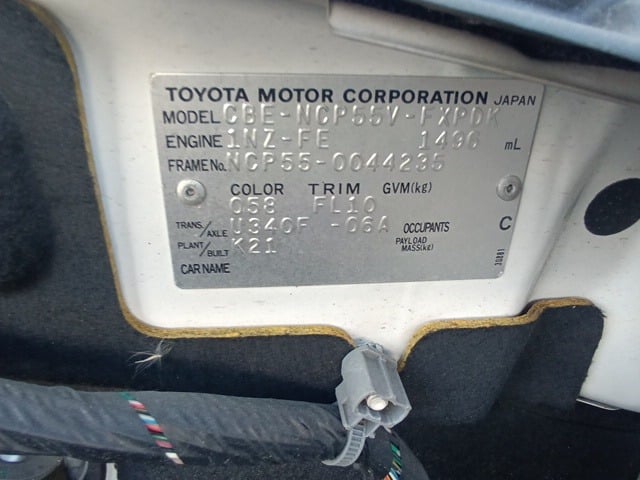 TOYOTA MOTOR CORPORATION JAPAN
MODEL CBE-NCP55V-FXPDK
ENGINE 1NZ-FE 1496 mL
FRAME No. NCP55-0044235
COLOR TRIM GVM(kg)
058 FL10
TRANS./AXLE U340F -06A OCCUPANTS C
PLANT/BUILT K21 PAYLOAD MASS(kg)
CAR NAME